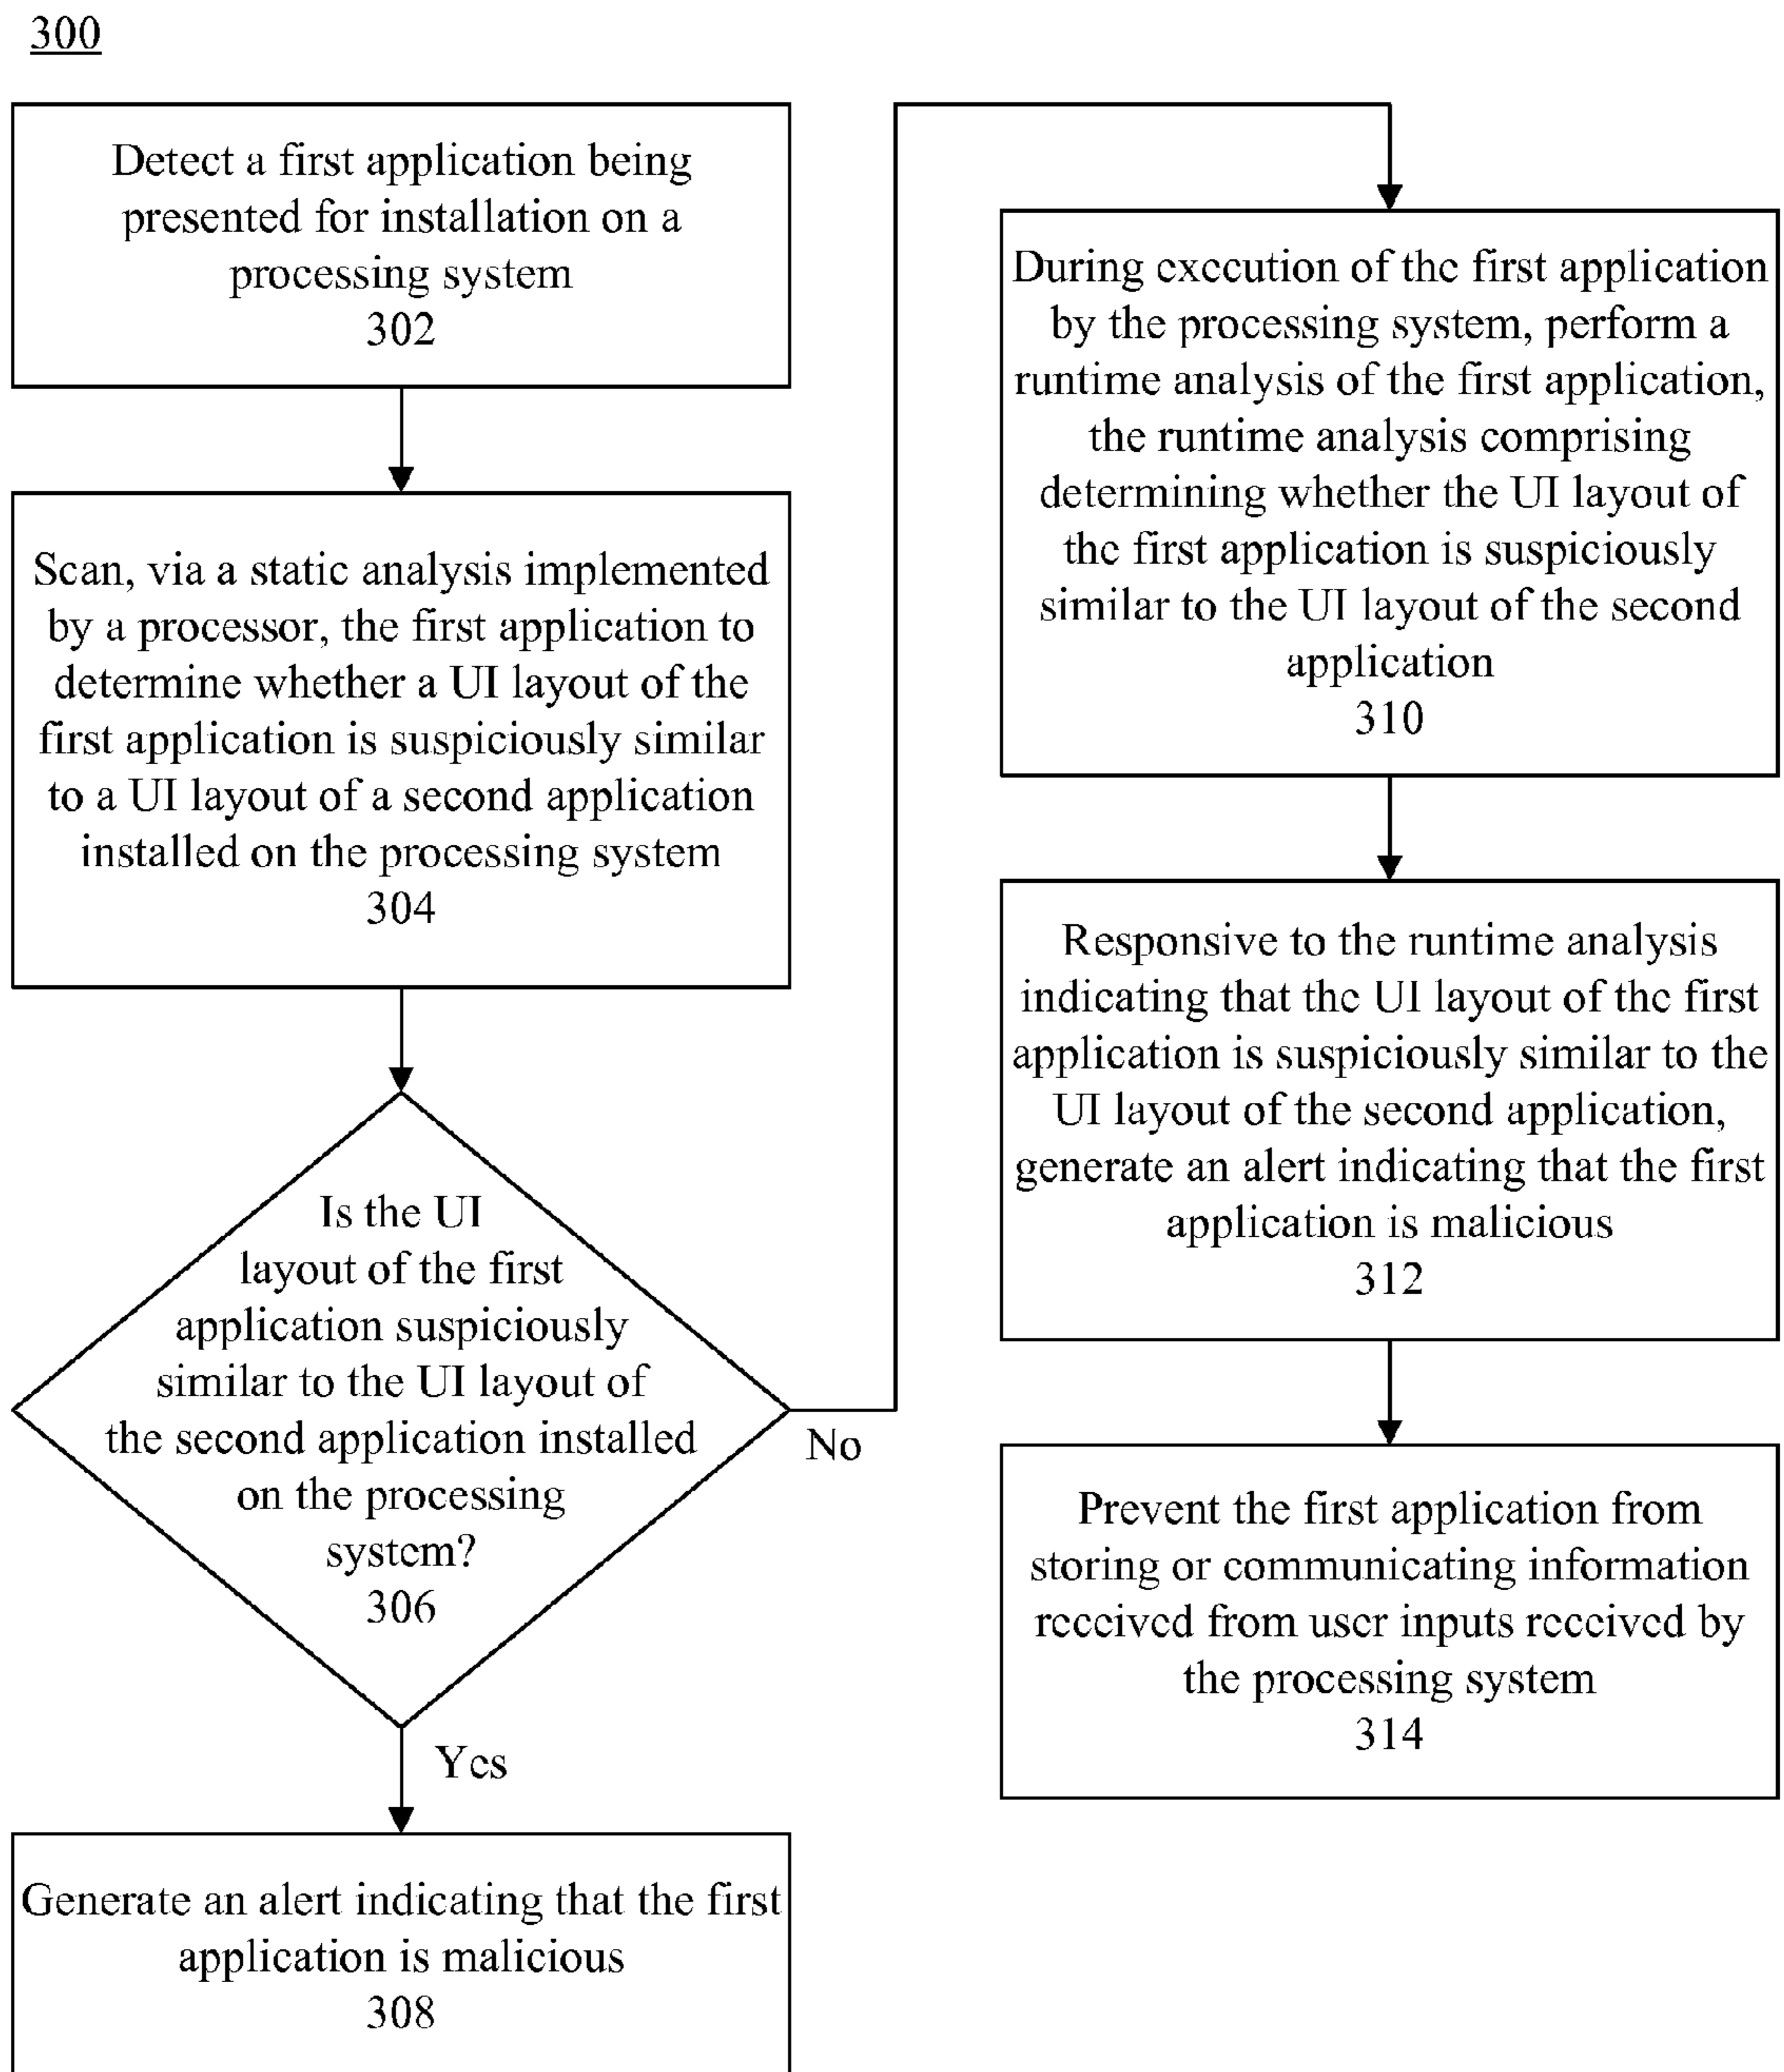 300
Detect a first application being
presented for installation on a
processing system
302
Scan, via a static analysis implemented
by a processor, the first application to
determine whether a UI layout of the
first application is suspiciously similar
to a UI layout of a second application
installed on the processing system
304
Is the UI
layout of the first
application suspiciously
similar to the UI layout of
the second application installed
on the processing
system?
306
No
Yes
Generate an alert indicating that the first
application is malicious
308
During execution of the first application
by the processing system, perform a
runtime analysis of the first application,
the runtime analysis comprising
determining whether the UI layout of
the first application is suspiciously
similar to the UI layout of the second
application
310
Responsive to the runtime analysis
indicating that the UI layout of the first
application is suspiciously similar to the
UI layout of the second application,
generate an alert indicating that the first
application is malicious
312
Prevent the first application from
storing or communicating information
received from user inputs received by
the processing system
314